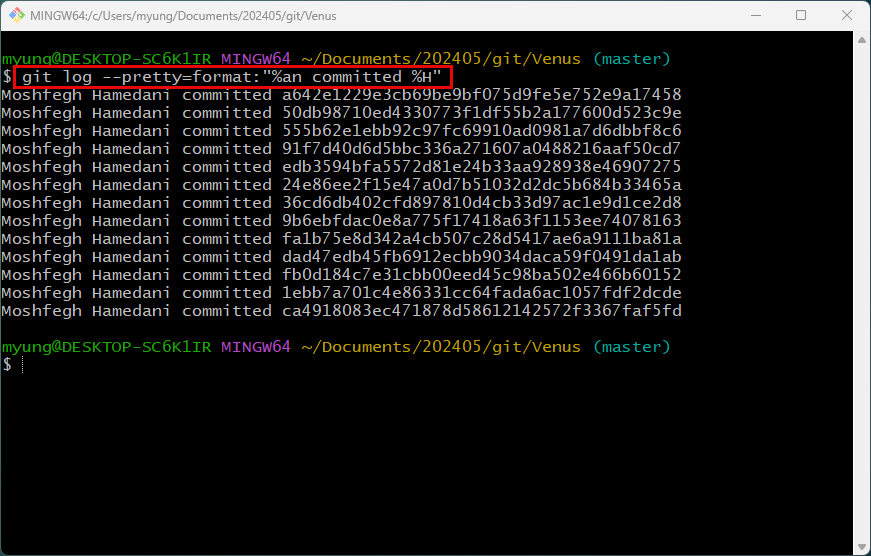 MINGW64:/c/Users/myung/Documents/202405/git/Venus
myung@DESKTOP-SC6K1IR MINGW64 ~/Documents/202405/git/Venus (master)
$ git log --pretty=format:"%an committed %H"
Moshfegh Hamedani committed a642e1229e3cb69be9bf075d9fe5e752e9a17458
Moshfegh Hamedani committed 50db98710ed4330773f1df55b2a177600d523c9e
Moshfegh Hamedani committed 555b62e1ebb92c97fc69910ad0981a7d6dbbf8c6
Moshfegh Hamedani committed 91f7d40d6d5bbc336a271607a0488216aaf50cd7
Moshfegh Hamedani committed edb3594bfa5572d81e24b33aa928938e46907275
Moshfegh Hamedani committed 24e86ee2f15e47a0d7b51032d2dc5b684b33465a
Moshfegh Hamedani committed 36cd6db402cfd897810d4cb33d97ac1e9d1ce2d8
Moshfegh Hamedani committed 9b6ebfdac0e8a775f17418a63f1153ee74078163
Moshfegh Hamedani committed fa1b75e8d342a4cb507c28d5417ae6a9111ba81a
Moshfegh Hamedani committed dad47edb45fb6912ecbb9034daca59f0491da1ab
Moshfegh Hamedani committed fb0d184c7e31cbb00eed45c98ba502e466b60152
Moshfegh Hamedani committed 1ebb7a701c4e86331cc64fada6ac1057fdf2dcde
Moshfegh Hamedani committed ca4918083ec471878d58612142572f3367faf5fd
myung@DESKTOP-SC6K1IR MINGW64 ~/Documents/202405/git/Venus (master)
$